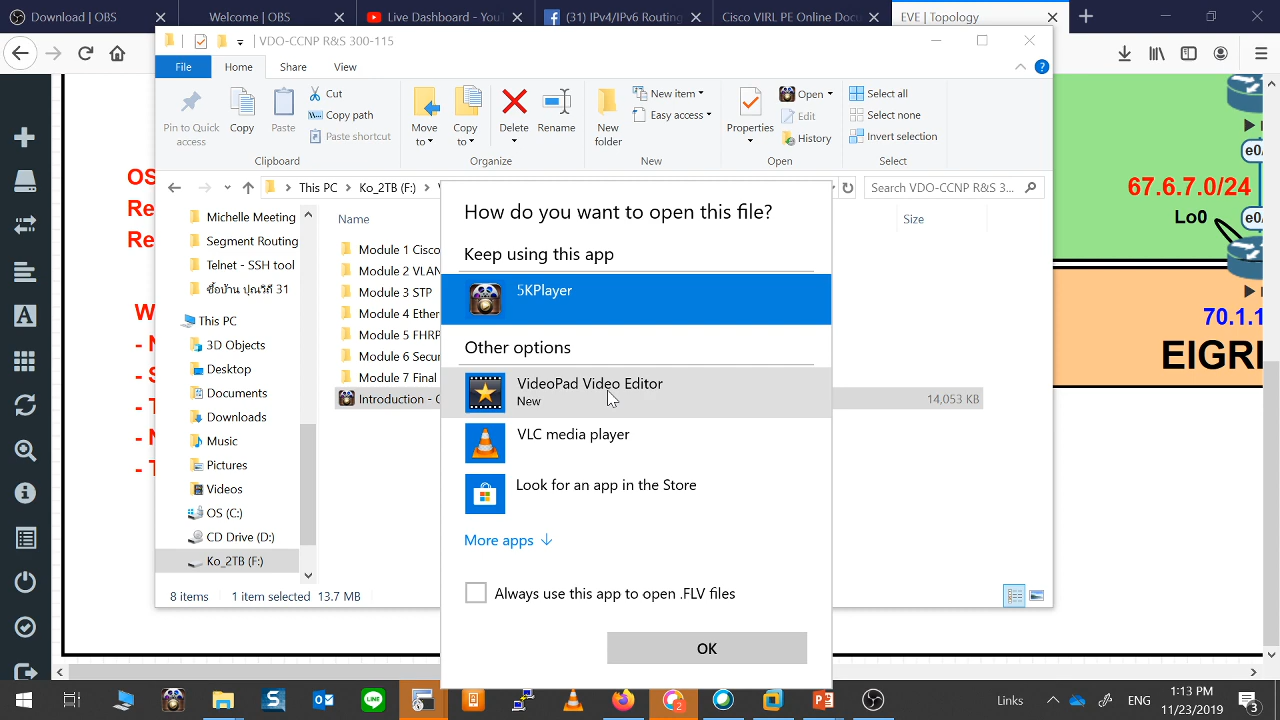 Download | OBS
Welcome | OBS
Live Dashboard - You
(31) IPv4/IPv6 Routing
Cisco VIRL PE Online Docu
EVE | Topology
VDO-CCNP R&S 300-115
File
Home
Share
View
Pin to Quick access
Copy
Paste
Cut
Copy path
Paste shortcut
Move to
Copy to
Delete
Rename
New folder
New item
Easy access
Properties
Open
Edit
History
Select all
Select none
Invert selection
Clipboard
Organize
New
Open
Select
This PC
Ko_2TB (F:)
Search VDO-CCNP R&S 3...
Name
Size
Michelle Meeting
Segment Routing
Telnet - SSH tool
ซื้อบ้าน ปุณวิถี 31
This PC
3D Objects
Desktop
Documents
Downloads
Music
Pictures
Videos
OS (C:)
CD Drive (D:)
Ko_2TB (F:)
Module 1 Cisco
Module 2 VLAN
Module 3 STP
Module 4 Ether
Module 5 FHRP
Module 6 Secur
Module 7 Final
Introduction - C
14,053 KB
8 items
1 item selected 13.7 MB
How do you want to open this file?
Keep using this app
5KPlayer
Other options
VideoPad Video Editor
New
VLC media player
Look for an app in the Store
More apps
Always use this app to open .FLV files
OK
OS
Re
Re
W
- N
- S
- T
- N
- T
e0/
67.6.7.0/24
Lo0
e0/
70.1.1
EIGR
Links
ENG
1:13 PM
11/23/2019
2
3